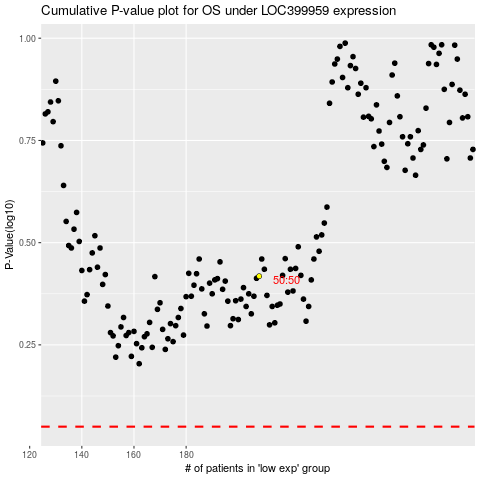 Cumulative P-value plot for OS under LOC399959 expression
P-Value(log10)
1.00
0.75
0.50
0.25
50:50
120 140 160 180
# of patients in 'low exp' group